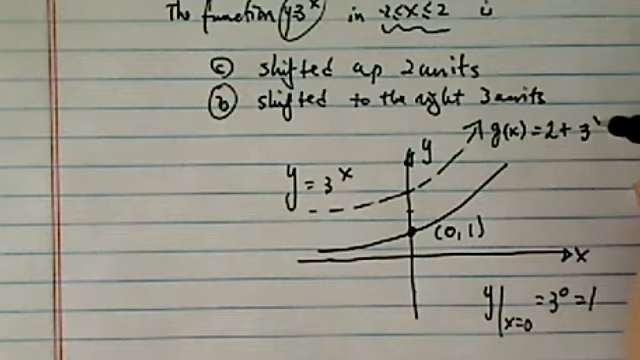 The function y=3^x in -2≤x≤2 is
(c) shifted up 2 units
(b) shifted to the right 3 units
g(x) = 2 + 3^x
y
y = 3^x
(0,1)
x
y|x=0 = 3^0 = 1